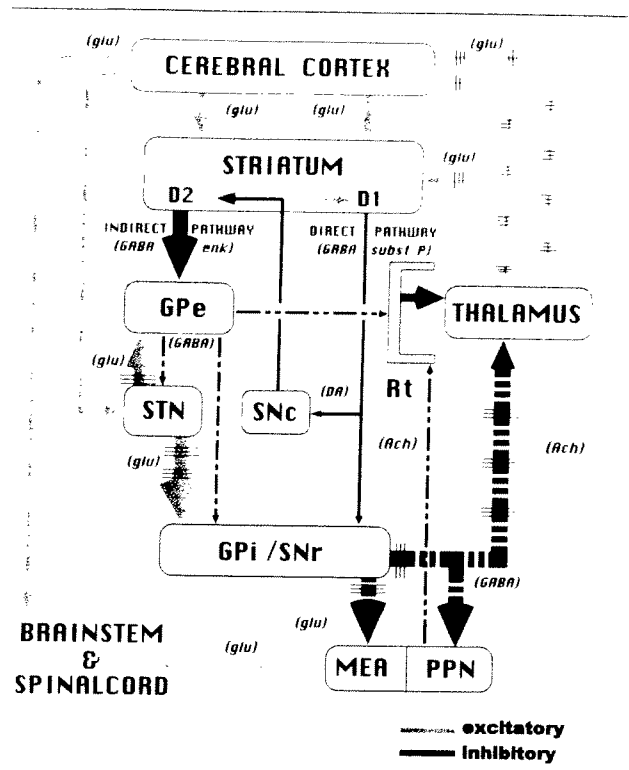 (glu)
(glu)
CEREBRAL CORTEX
(glu)
(glu)
STRIATUM
(glu)
D2
D1
INDIRECT PATHWAY
(GABA enk)
DIRECT PATHWAY
(GABA subst P)
GPe
THALAMUS
(GABA)
(glu)
Rt
STN
SNc
(DA)
(Ach)
(Ach)
(glu)
GPi / SNr
(GABA)
(glu)
BRAINSTEM
&
SPINALCORD
(glu)
MEA
PPN
excitatory
inhibitory